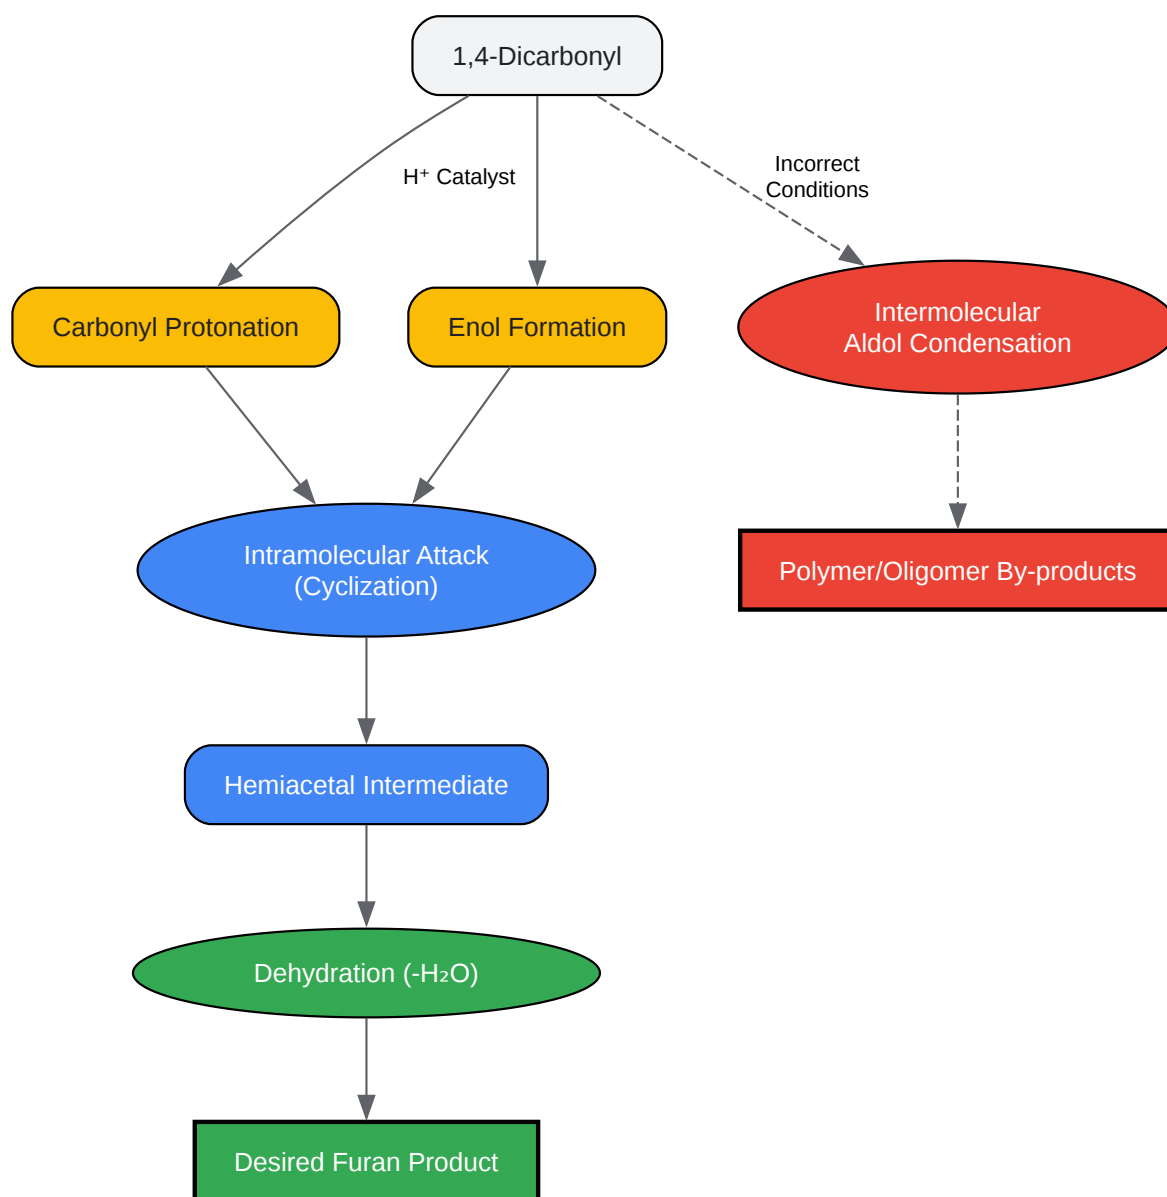 1,4-Dicarbonyl
H⁺ Catalyst
Incorrect
Conditions
Carbonyl Protonation
Enol Formation
Intermolecular
Aldol Condensation
Intramolecular Attack
(Cyclization)
Polymer/Oligomer By-products
Hemiacetal Intermediate
Dehydration (-H₂O)
Desired Furan Product